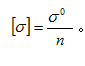 [σ] = σ⁰/n 。